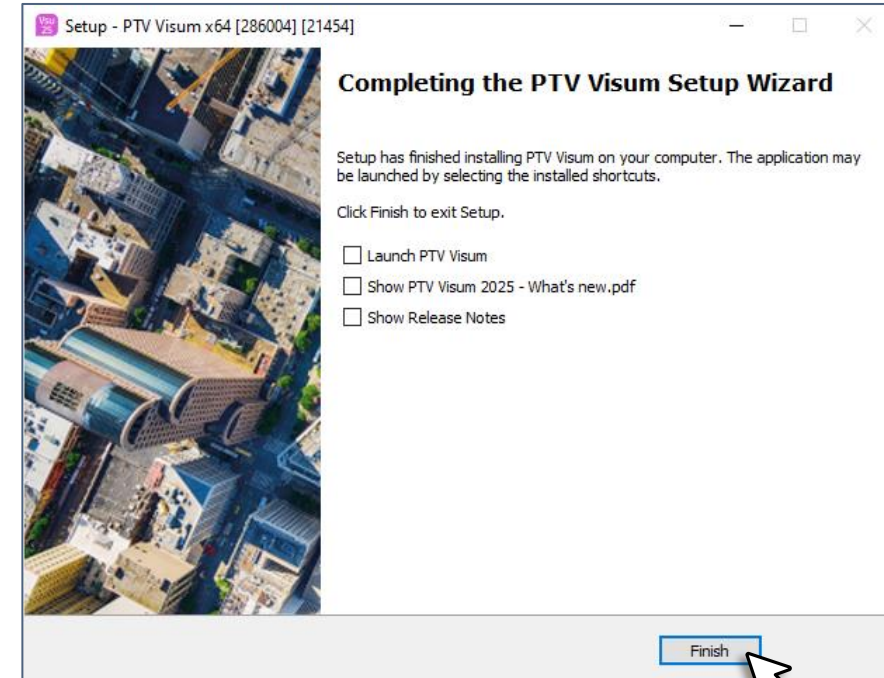 Vsu
25
Setup - PTV Visum x64 [286004] [21454]
Completing the PTV Visum Setup Wizard
Setup has finished installing PTV Visum on your computer. The application may
be launched by selecting the installed shortcuts.
Click Finish to exit Setup.
Launch PTV Visum
Show PTV Visum 2025 - What's new.pdf
Show Release Notes
Finish